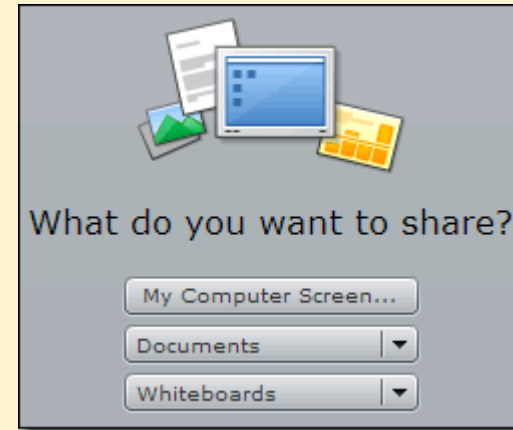 What do you want to share?
My Computer Screen...
Documents
Whiteboards